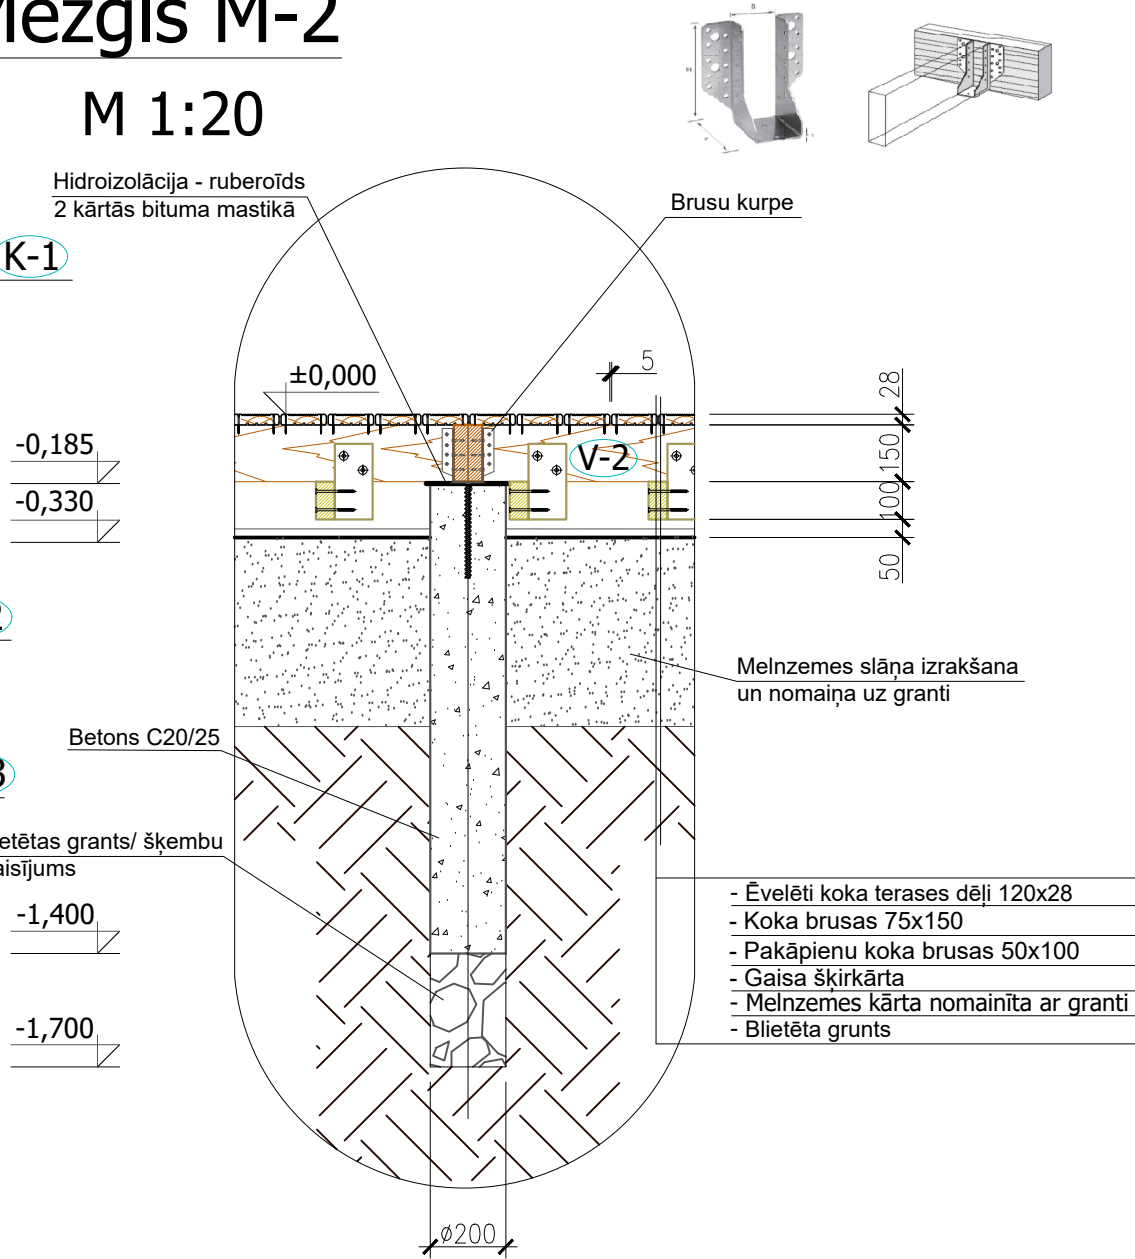 Mezgls M-2
M 1:20
B
H
Hidroizolācija - ruberoīds
2 kārtās bituma mastikā
Brusu kurpe
K-1
±0,000
5
28
-0,185
V-2
150
-0,330
100
50
Melnzemes slāņa izrakšana
un nomaiņa uz granti
Betons C20/25
ietētas grants/ šķembu
aisījums
-1,400
- Ēvelēti koka terases dēļi 120x28
- Koka brusas 75x150
- Pakāpienu koka brusas 50x100
- Gaisa šķirkārta
- Melnzemes kārta nomainīta ar granti
- Blietēta grunts
-1,700
ø200